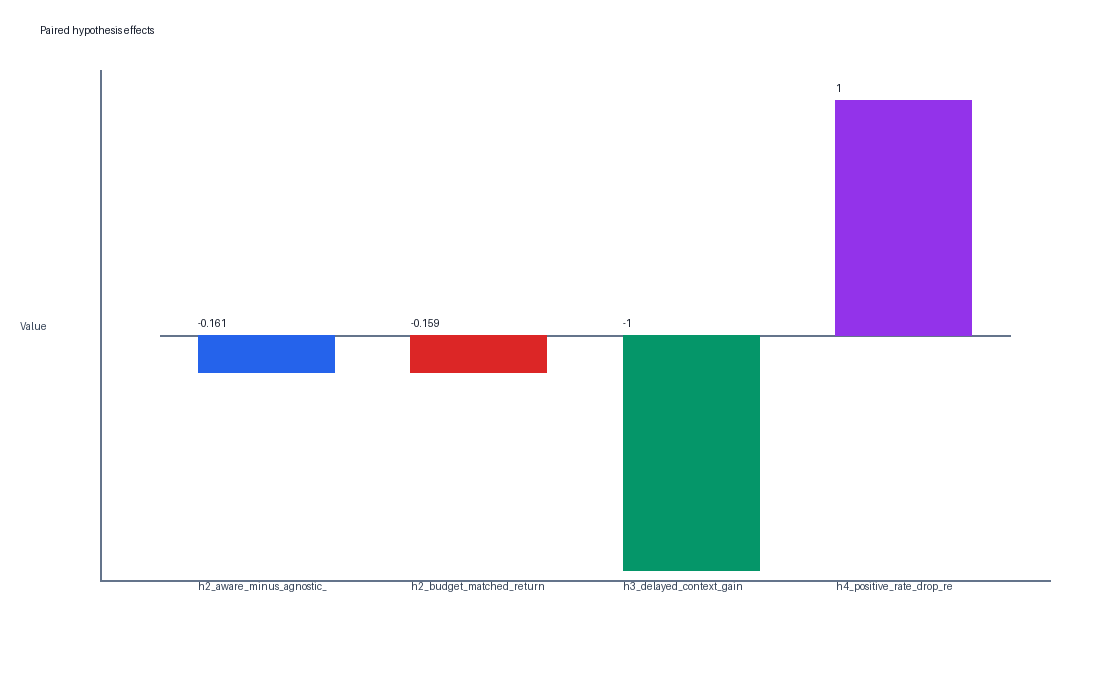 Paired hypothesis effects
1
-0.161
-0.159
-1
Value
h2_aware_minus_agnostic_
h2_budget_matched_return
h3_delayed_context_gain
h4_positive_rate_drop_re